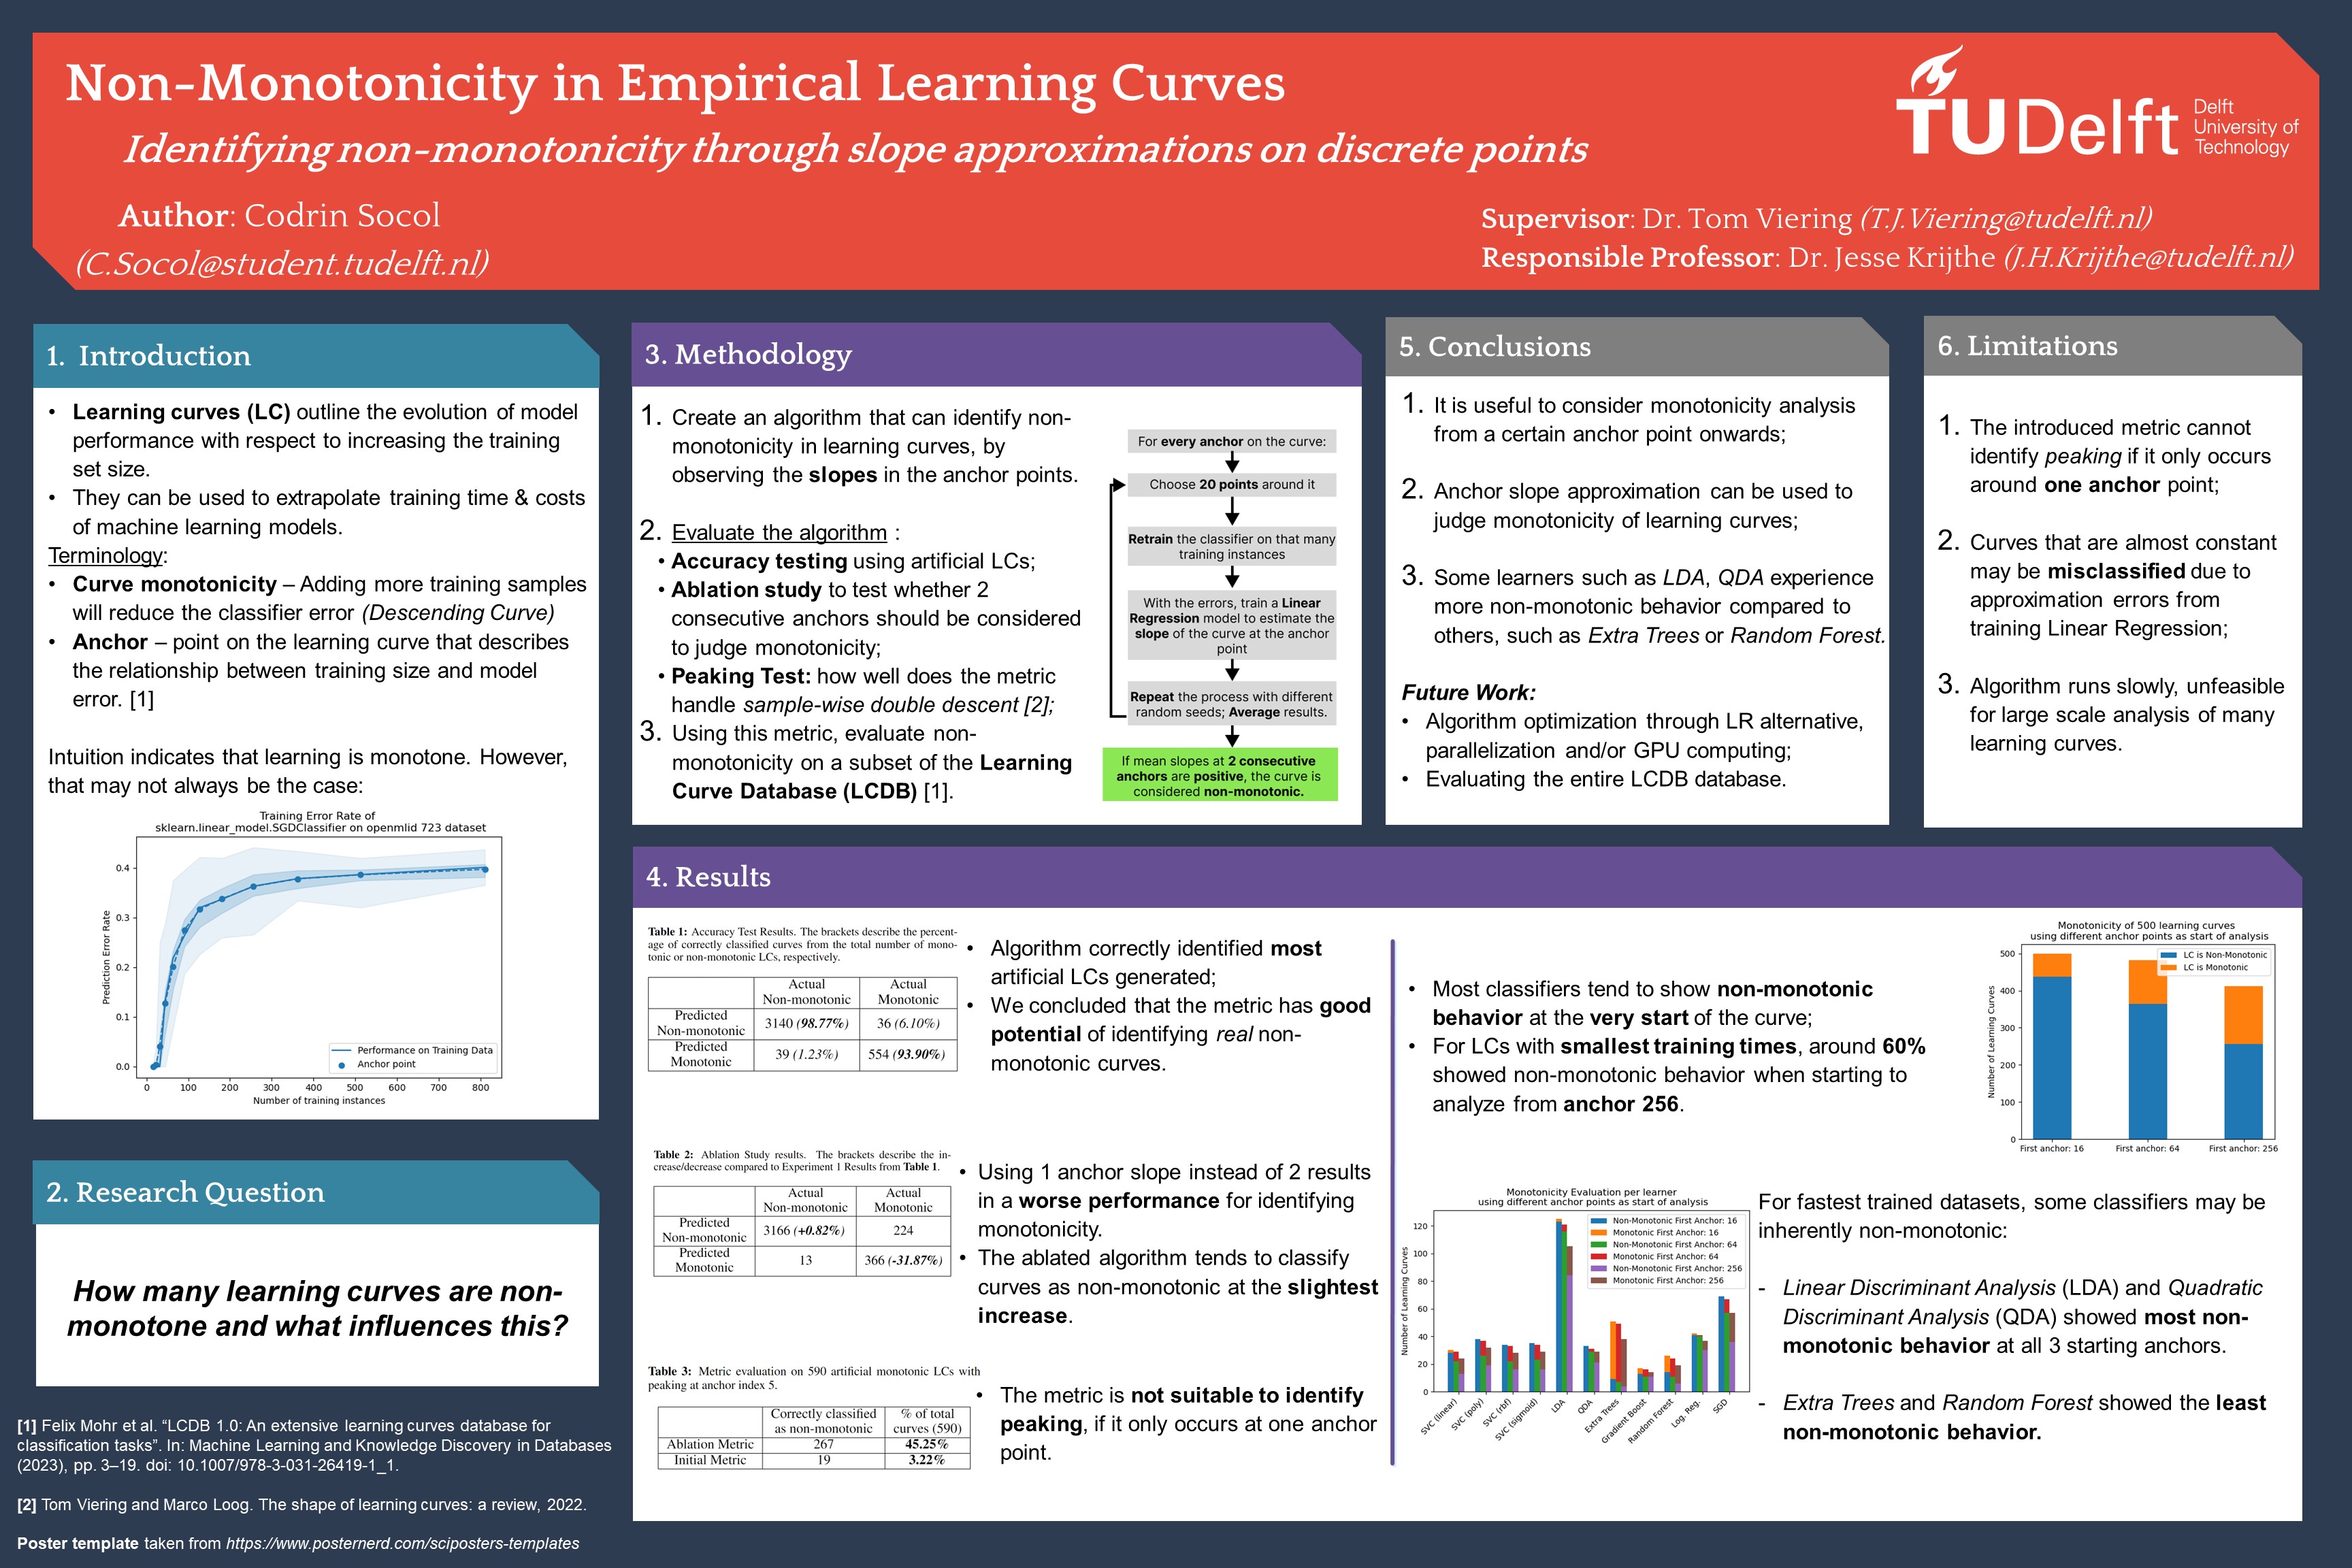 Non-Monotonicity in Empirical Learning Curves
Identifying non-monotonicity through slope approximations on discrete points
Author: Codrin Socol
(C.Socol@student.tudelft.nl)
TUDelft
Delft
University of
Technology
Supervisor: Dr. Tom Viering (T.J.Viering@tudelft.nl)
Responsible Professor: Dr. Jesse Krijthe (J.H.Krijthe@tudelft.nl)
1. Introduction
• Learning curves (LC) outline the evolution of model
performance with respect to increasing the training
set size.
• They can be used to extrapolate training time & costs
of machine learning models.
Terminology:
• Curve monotonicity – Adding more training samples
will reduce the classifier error (Descending Curve)
• Anchor – point on the learning curve that describes
the relationship between training size and model
error. [1]
Intuition indicates that learning is monotone. However,
that may not always be the case:
Training Error Rate of
sklearn.linear_model.SGDClassifier on openmlid 723 dataset
Prediction Error Rate
0.4
0.3
0.2
0.1
0.0
Performance on Training Data
Anchor point
0 100 200 300 400 500 600 700 800
Number of training instances
2. Research Question
How many learning curves are non-
monotone and what influences this?
[1] Felix Mohr et al. “LCDB 1.0: An extensive learning curves database for
classification tasks”. In: Machine Learning and Knowledge Discovery in Databases
(2023), pp. 3–19. doi: 10.1007/978-3-031-26419-1_1.
[2] Tom Viering and Marco Loog. The shape of learning curves: a review, 2022.
Poster template taken from https://www.posternerd.com/sciposters-templates
3. Methodology
1. Create an algorithm that can identify non-
monotonicity in learning curves, by
observing the slopes in the anchor points.
2. Evaluate the algorithm :
• Accuracy testing using artificial LCs;
• Ablation study to test whether 2
consecutive anchors should be considered
to judge monotonicity;
• Peaking Test: how well does the metric
handle sample-wise double descent [2];
3. Using this metric, evaluate non-
monotonicity on a subset of the Learning
Curve Database (LCDB) [1].
For every anchor on the curve:
Choose 20 points around it
Retrain the classifier on that many
training instances
With the errors, train a Linear
Regression model to estimate the
slope of the curve at the anchor
point
Repeat the process with different
random seeds; Average results.
If mean slopes at 2 consecutive
anchors are positive, the curve is
considered non-monotonic.
5. Conclusions
1. It is useful to consider monotonicity analysis
from a certain anchor point onwards;
2. Anchor slope approximation can be used to
judge monotonicity of learning curves;
3. Some learners such as LDA, QDA experience
more non-monotonic behavior compared to
others, such as Extra Trees or Random Forest.
Future Work:
• Algorithm optimization through LR alternative,
parallelization and/or GPU computing;
• Evaluating the entire LCDB database.
6. Limitations
1. The introduced metric cannot
identify peaking if it only occurs
around one anchor point;
2. Curves that are almost constant
may be misclassified due to
approximation errors from
training Linear Regression;
3. Algorithm runs slowly, unfeasible
for large scale analysis of many
learning curves.
4. Results
Table 1: Accuracy Test Results. The brackets describe the percent-
age of correctly classified curves from the total number of mono-
tonic or non-monotonic LCs, respectively.
Actual Actual
Non-monotonic Monotonic
Predicted
Non-monotonic 3140 (98.77%) 36 (6.10%)
Predicted
Monotonic 39 (1.23%) 554 (93.90%)
• Algorithm correctly identified most
artificial LCs generated;
• We concluded that the metric has good
potential of identifying real non-
monotonic curves.
Table 2: Ablation Study results. The brackets describe the in-
crease/decrease compared to Experiment 1 Results from Table 1.
Actual Actual
Non-monotonic Monotonic
Predicted
Non-monotonic 3166 (+0.82%) 224
Predicted
Monotonic 13 366 (-31.87%)
• Using 1 anchor slope instead of 2 results
in a worse performance for identifying
monotonicity.
• The ablated algorithm tends to classify
curves as non-monotonic at the slightest
increase.
Table 3: Metric evaluation on 590 artificial monotonic LCs with
peaking at anchor index 5.
Correctly classified % of total
as non-monotonic curves (590)
Ablation Metric 267 45.25%
Initial Metric 19 3.22%
• The metric is not suitable to identify
peaking, if it only occurs at one anchor
point.
• Most classifiers tend to show non-monotonic
behavior at the very start of the curve;
• For LCs with smallest training times, around 60%
showed non-monotonic behavior when starting to
analyze from anchor 256.
Monotonicity of 500 learning curves
using different anchor points as start of analysis
Number of Learning Curves
500
400
300
200
100
0
LC is Non-Monotonic
LC is Monotonic
First anchor: 16 First anchor: 64 First anchor: 256
Monotonicity Evaluation per learner
using different anchor points as start of analysis
Number of Learning Curves
120
100
80
60
40
20
0
Non-Monotonic First Anchor: 16
Monotonic First Anchor: 16
Non-Monotonic First Anchor: 64
Monotonic First Anchor: 64
Non-Monotonic First Anchor: 256
Monotonic First Anchor: 256
SVC (linear) SVC (poly) SVC (rbf) SVC (sigmoid) LDA QDA Extra Trees Gradient Boost Random Forest Log. Reg. SGD
For fastest trained datasets, some classifiers may be
inherently non-monotonic:
- Linear Discriminant Analysis (LDA) and Quadratic
Discriminant Analysis (QDA) showed most non-
monotonic behavior at all 3 starting anchors.
- Extra Trees and Random Forest showed the least
non-monotonic behavior.